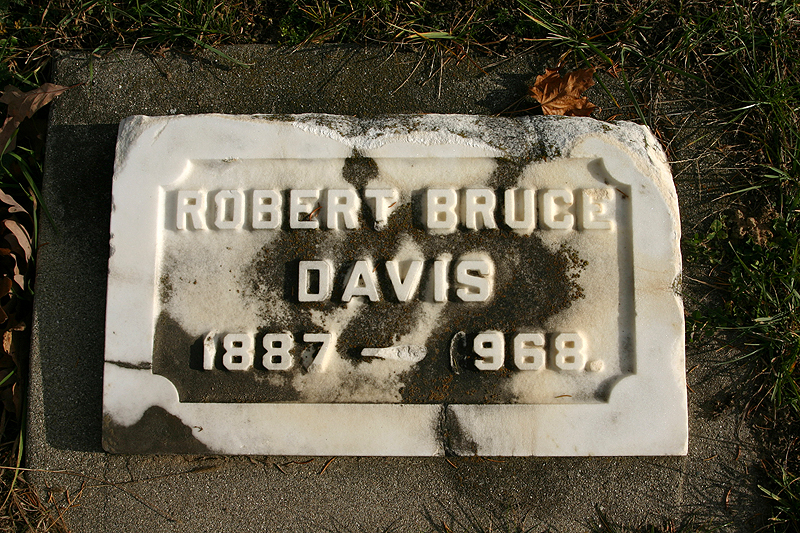 ROBERT BRUCE
DAVIS
1887 — 1968.